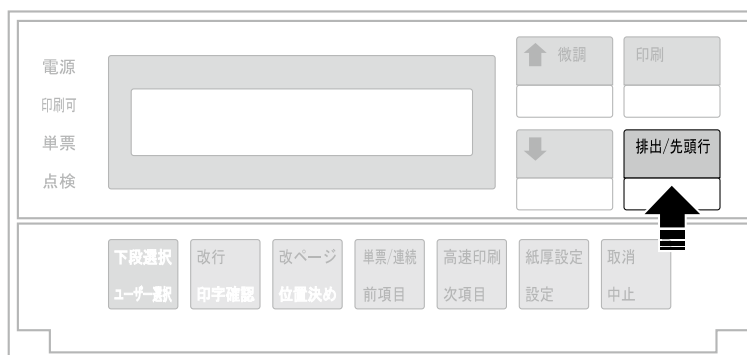 電源
印刷可
単票
点検
微調
印刷
排出/先頭行
下段選択
改行
改ページ
単票/連続
高速印刷
紙厚設定
取消
ユーザー選択
印字確認
位置決め
前項目
次項目
設定
中止